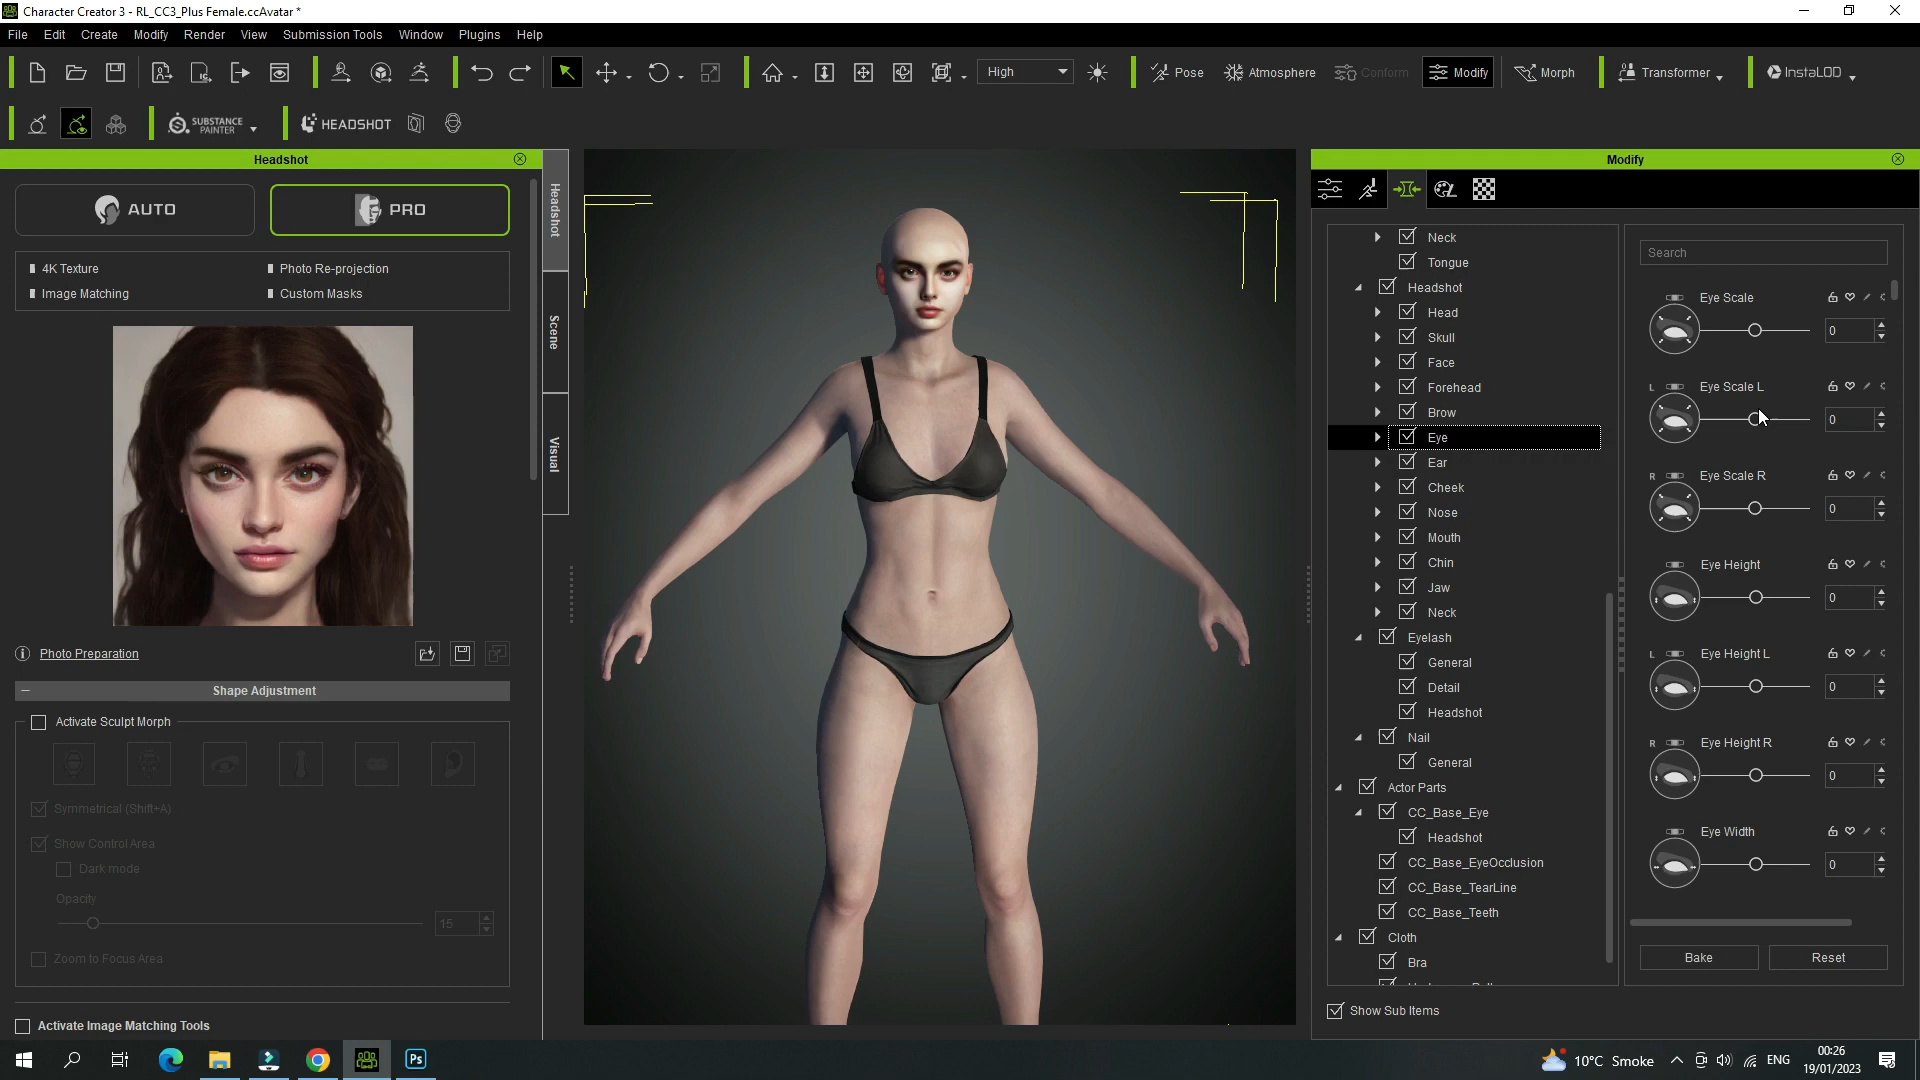 Character Creator 3 - RL_CC3_Plus Female.ccAvatar *
File Edit Create Modify Render View Submission Tools Window Plugins Help
High Pose Atmosphere Conform Modify Morph Transformer InstaLOD
SUBSTANCE PAINTER HEADSHOT
Headshot
AUTO PRO
4K Texture Photo Re-projection
Image Matching Custom Masks
Photo Preparation
Shape Adjustment
Activate Sculpt Morph
Symmetrical (Shift+A)
Show Control Area
Dark mode
Opacity
15
Zoom to Focus Area
Activate Image Matching Tools
Headshot
Scene
Visual
Modify
Neck
Tongue
Headshot
Head
Skull
Face
Forehead
Brow
Eye
Ear
Cheek
Nose
Mouth
Chin
Jaw
Neck
Eyelash
General
Detail
Headshot
Nail
General
Actor Parts
CC_Base_Eye
Headshot
CC_Base_EyeOcclusion
CC_Base_TearLine
CC_Base_Teeth
Cloth
Bra
Show Sub Items
Search
Eye Scale
0
L Eye Scale L
0
R Eye Scale R
0
Eye Height
0
L Eye Height L
0
R Eye Height R
0
Eye Width
0
Bake Reset
Ps
10°C Smoke ENG
00:26
19/01/2023